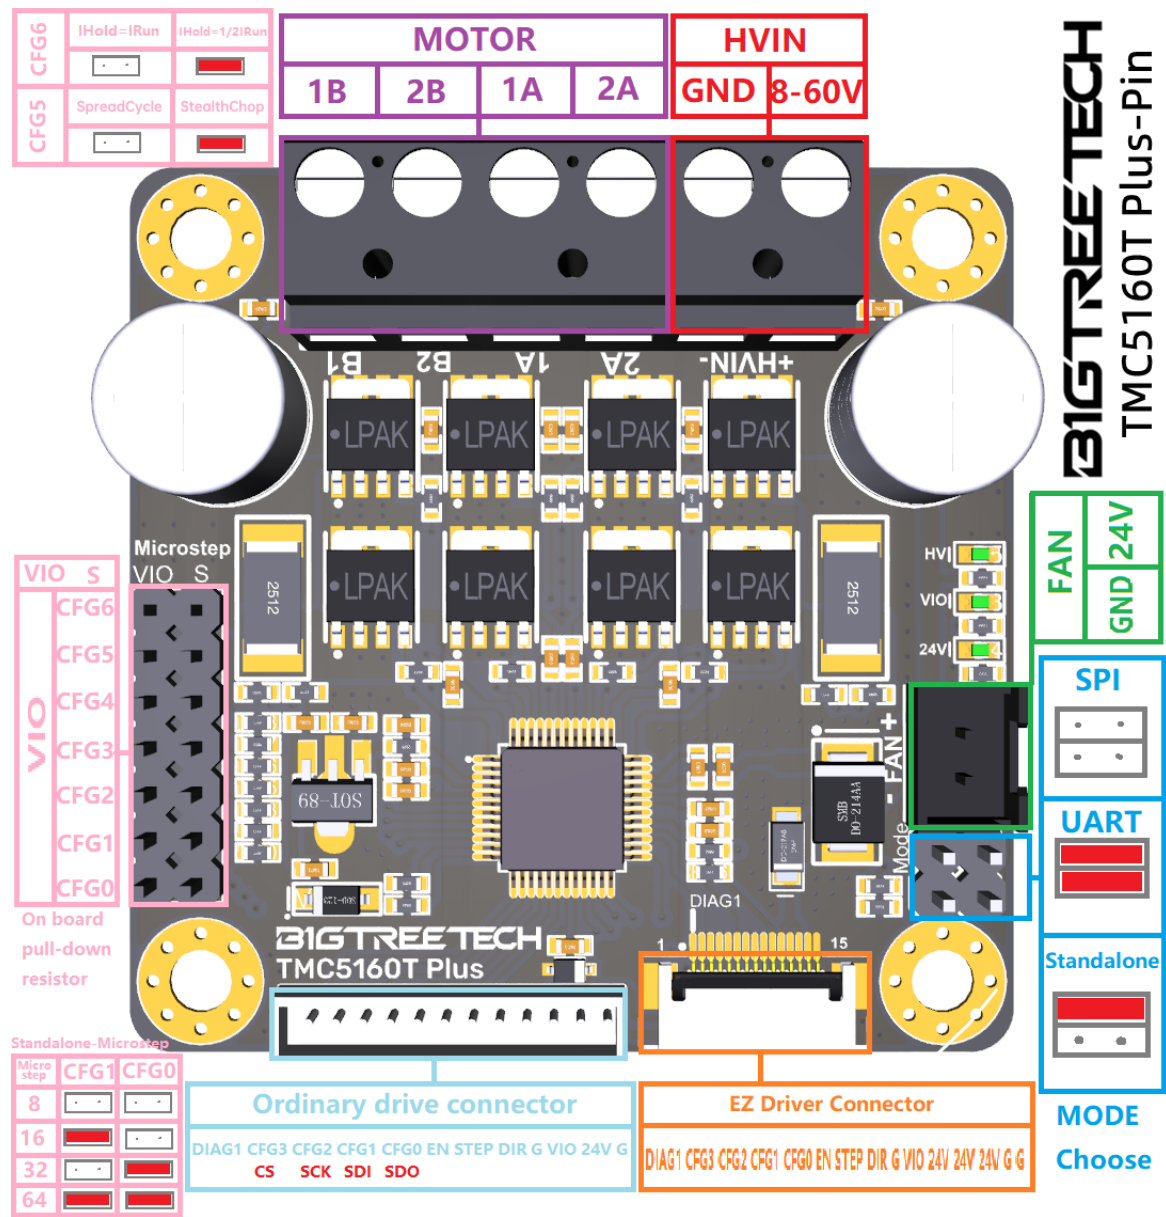 CFG6
IHold=IRun
IHold=1/2IRun
CFG5
SpreadCycle
StealthChop
MOTOR
1B 2B 1A 2A
HVIN
GND 8-60V
BIGTREETECH
TMC5160T Plus-Pin
B1 B2 1A 2A -HVIN+
LPAK LPAK LPAK LPAK
LPAK LPAK LPAK LPAK
2512
2512
Microstep
VIO S
VIO S
VIO
CFG6
CFG5
CFG4
CFG3
CFG2
CFG1
CFG0
On board
pull-down
resistor
HV
VIO
24V
FAN
24V
GND
SOT-89
SMB
DO-214AA
- FAN +
Mode
DIAG1
1 15
SPI
UART
Standalone
MODE
Choose
BIGTREETECH
TMC5160T Plus
Standalone-Microstep
Micro
step
CFG1 CFG0
8
16
32
64
Ordinary drive connector
DIAG1 CFG3 CFG2 CFG1 CFG0 EN STEP DIR G VIO 24V G
CS SCK SDI SDO
EZ Driver Connector
DIAG1 CFG3 CFG2 CFG1 CFG0 EN STEP DIR G VIO 24V 24V 24V G G